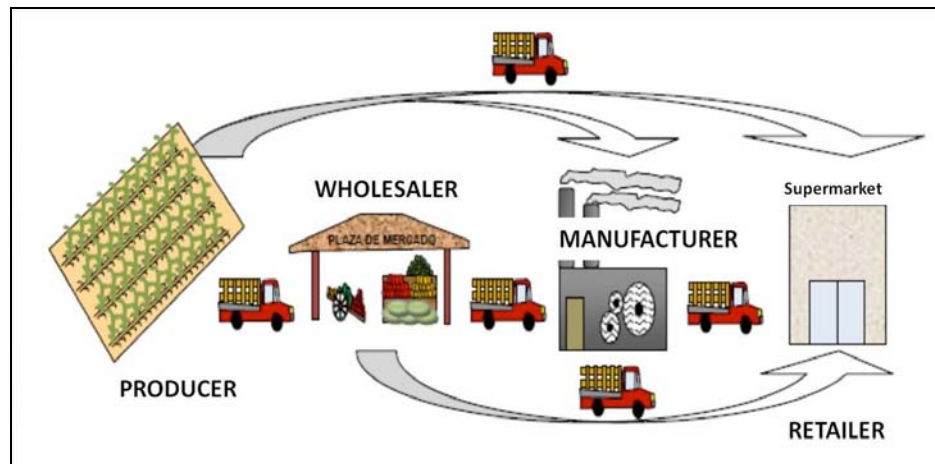 WHOLESALER
Supermarket
PLAZA DE MERCADO
MANUFACTURER
PRODUCER
RETAILER